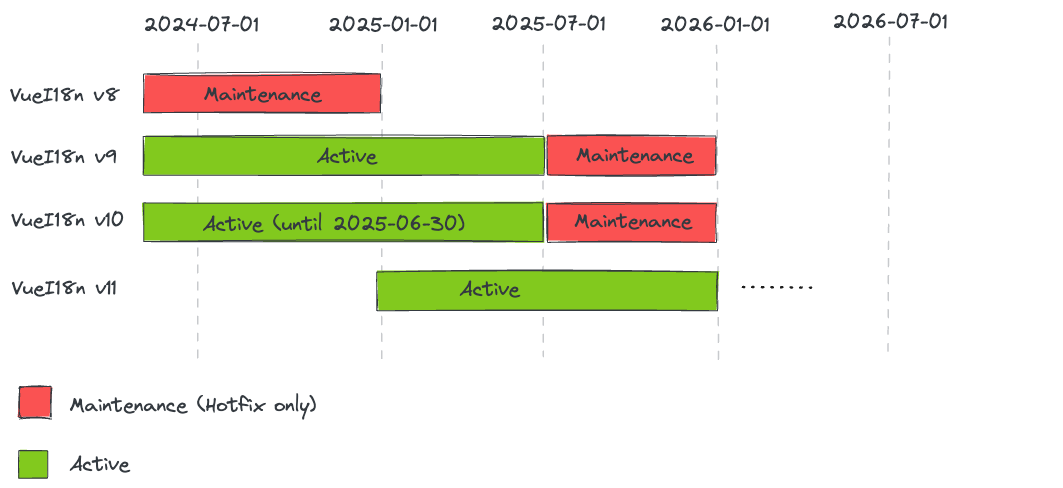 2024-07-01 2025-01-01 2025-07-01 2026-01-01 2026-07-01
VueI18n v8 Maintenance
VueI18n v9 Active Maintenance
VueI18n v10 Active (until 2025-06-30) Maintenance
VueI18n v11 Active ........
Maintenance (Hotfix only)
Active